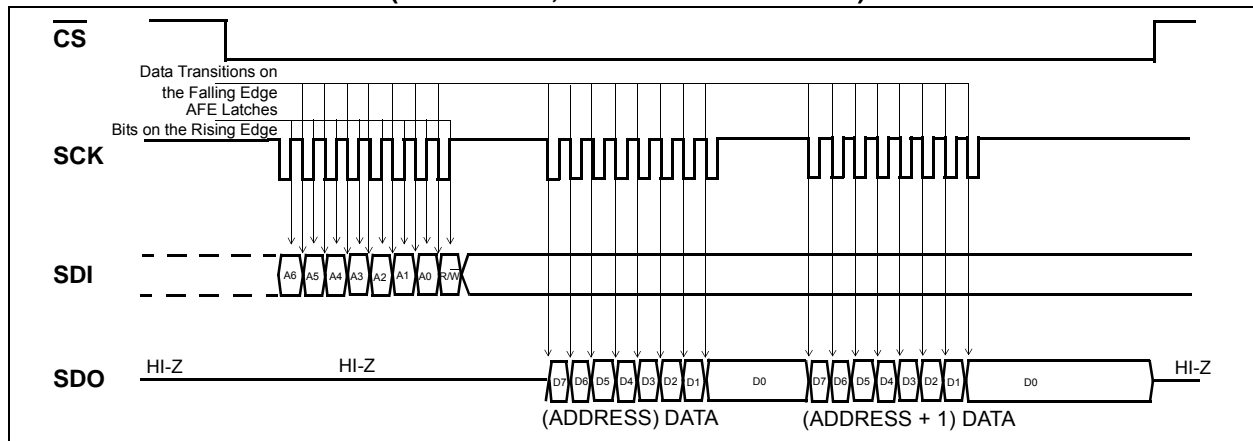 CS
Data Transitions on
the Falling Edge
AFE Latches
Bits on the Rising Edge
SCK
SDI
A6 A5 A4 A3 A2 A1 A0 R/W
SDO
HI-Z HI-Z D7 D6 D5 D4 D3 D2 D1 D0 D7 D6 D5 D4 D3 D2 D1 D0 HI-Z
(ADDRESS) DATA (ADDRESS + 1) DATA